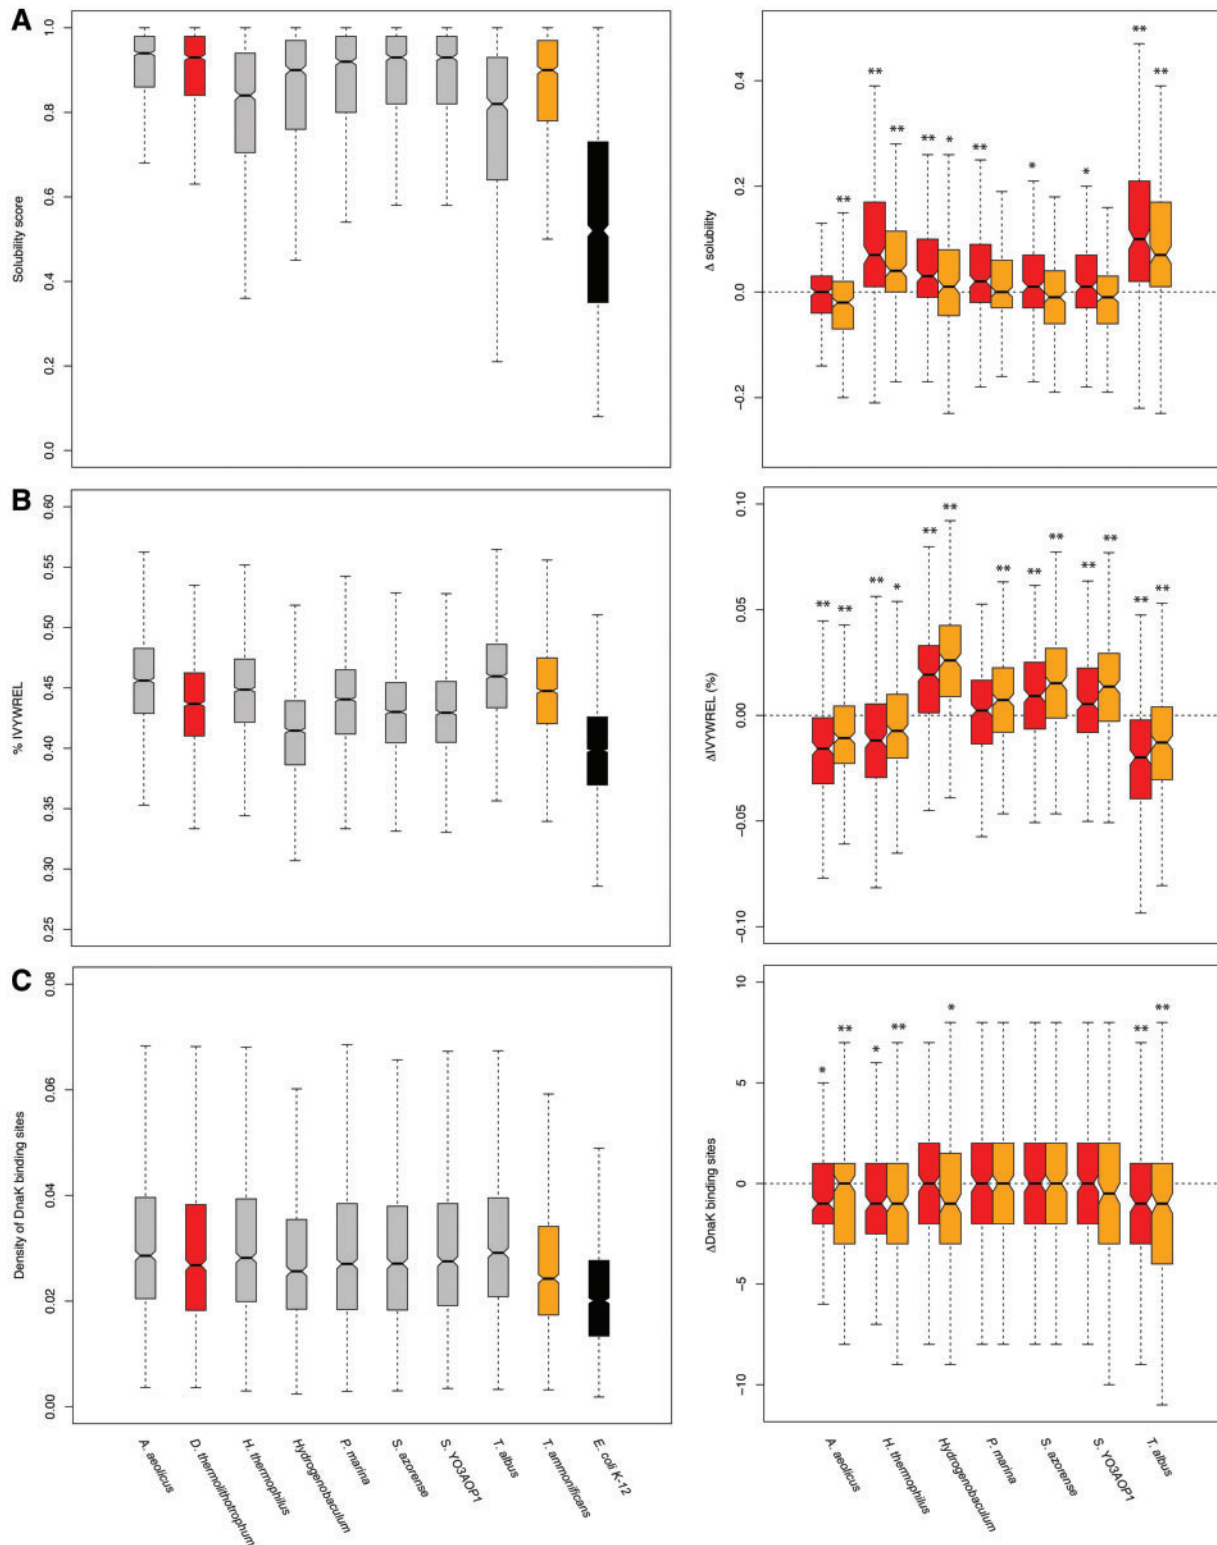 A
Solubility score
1.0
0.8
0.6
0.4
0.2
0.0
Δ solubility
0.4
0.2
0.0
−0.2
** ** ** ** * ** * * ** **
B
% IVYWREL
0.60
0.55
0.50
0.45
0.40
0.35
0.30
0.25
ΔIVYWREL (%)
0.10
0.05
0.00
−0.05
−0.10
** ** ** * ** ** ** ** ** ** ** ** **
C
Density of DnaK binding sites
0.08
0.06
0.04
0.02
0.00
ΔDnaK binding sites
10
5
0
−5
−10
* ** * ** * ** **
A. aeolicus
D. thermolithotrophum
H. thermophilus
Hydrogenobaculum
P. marina
S. azorense
S. YO3AOP1
T. albus
T. ammonificans
E. coli K-12
A. aeolicus
H. thermophilus
Hydrogenobaculum
P. marina
S. azorense
S. YO3AOP1
T. albus